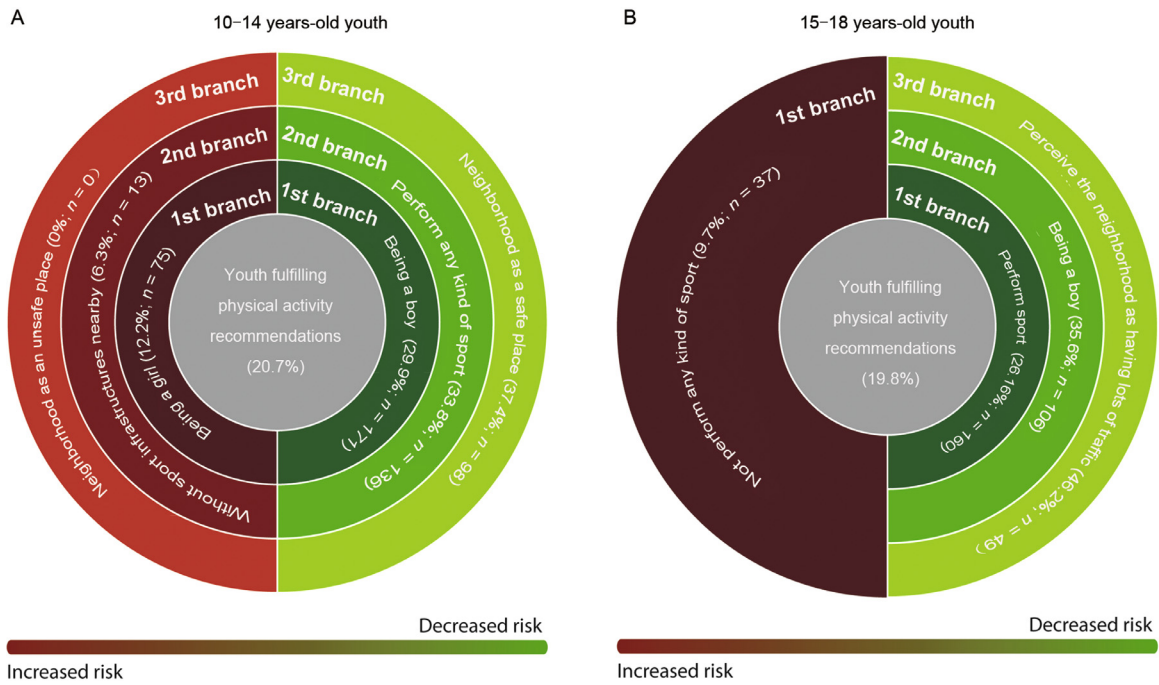 A
10−14 years-old youth
3rd branch
2nd branch
1st branch
Neighborhood as an unsafe place (0%; n = 0)
Without sport infrastructures nearby (6.3%; n = 13)
Being a girl (12.2%; n = 75)
Youth fulfilling
physical activity
recommendations
(20.7%)
3rd branch
2nd branch
1st branch
Being a boy (29.9%; n = 171)
Perform any kind of sport (33.8%; n = 136)
Neighborhood as a safe place (37.4%; n = 98)
Decreased risk
Increased risk
B
15−18 years-old youth
1st branch
Not perform any kind of sport (9.7%; n = 37)
Youth fulfilling
physical activity
recommendations
(19.8%)
3rd branch
2nd branch
1st branch
Perform sport (26.16%; n = 160)
Being a boy (35.6%; n = 106)
Perceive the neighborhood as having lots of traffic (46.2%; n = 49)
Decreased risk
Increased risk